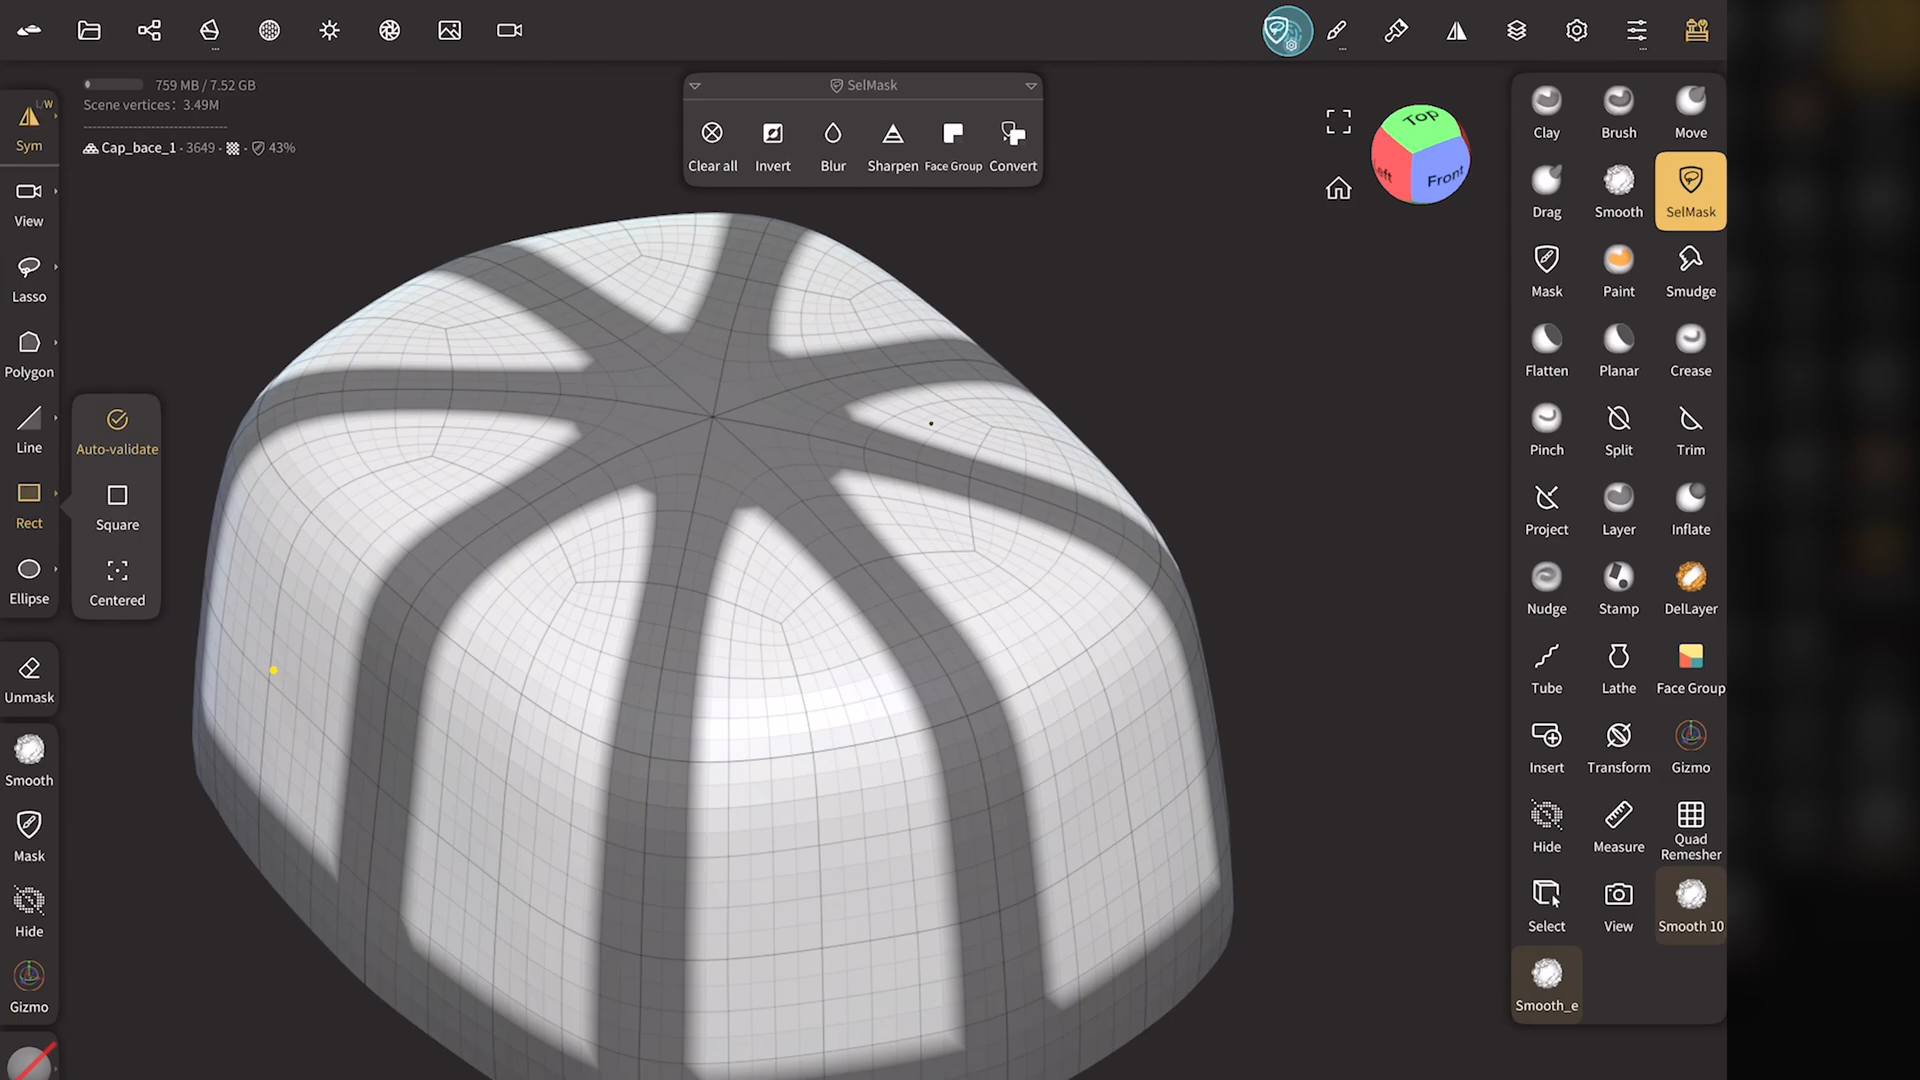 759 MB / 7.52 GB
Scene vertices: 3.49M
Cap_bace_1 - 3649 - - 43%
L/W
Sym
View
Lasso
Polygon
Line
Rect
Ellipse
Unmask
Smooth
Mask
Hide
Gizmo
Auto-validate
Square
Centered
SelMask
Clear all
Invert
Blur
Sharpen
Face Group
Convert
Top
Left
Front
Clay
Brush
Move
Drag
Smooth
SelMask
Mask
Paint
Smudge
Flatten
Planar
Crease
Pinch
Split
Trim
Project
Layer
Inflate
Nudge
Stamp
DelLayer
Tube
Lathe
Face Group
Insert
Transform
Gizmo
Hide
Measure
Quad
Remesher
Select
View
Smooth 10
Smooth_e